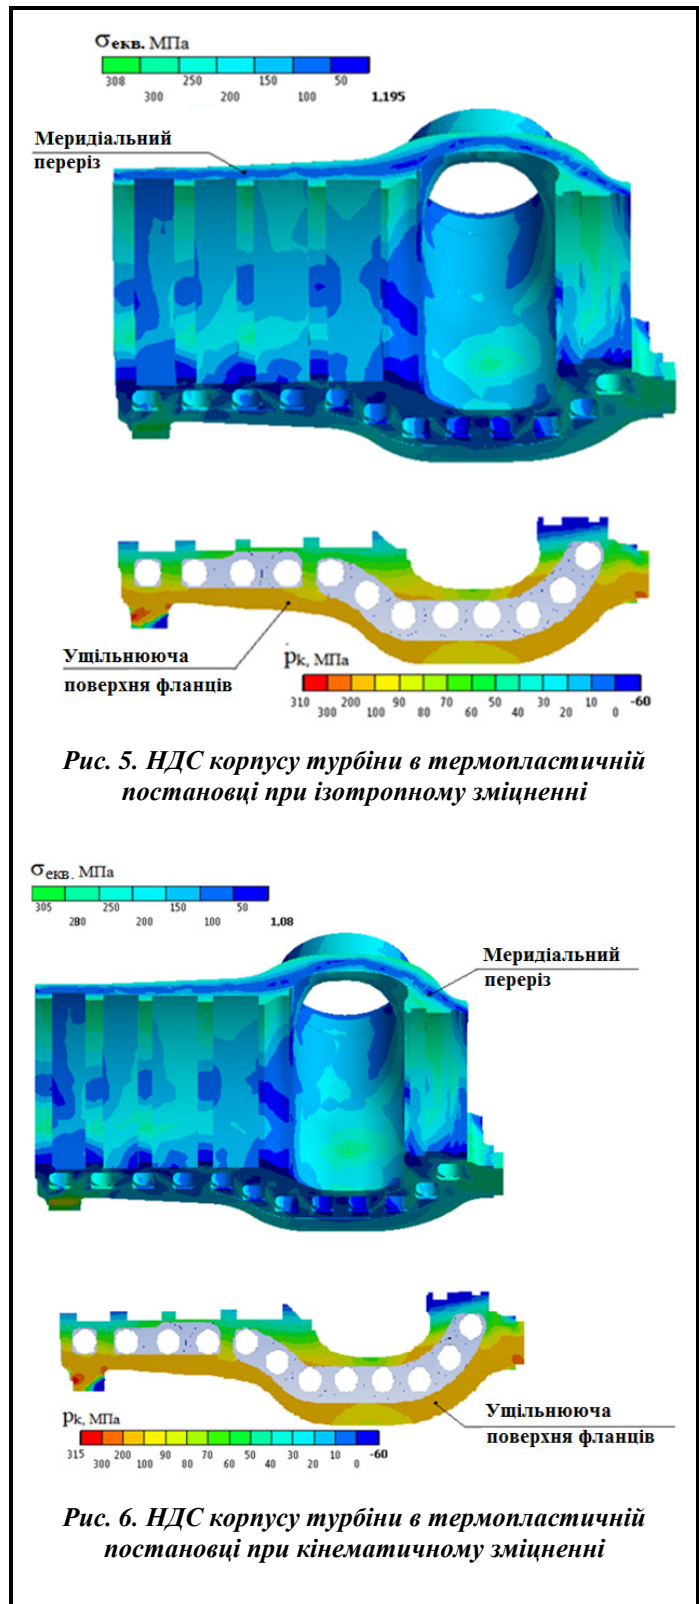 σекв. МПа
308 250 150 50
300 200 100 1,195
Меридіальний
переріз
Ущільнююча
поверхня фланців
pк, МПа
310 200 90 70 50 30 10 -60
300 100 80 60 40 20 0
Рис. 5. НДС корпусу турбіни в термопластичній
постановці при ізотропному зміцненні
σекв. МПа
305 250 150 50
280 200 100 1,08
Меридіальний
переріз
Ущільнююча
поверхня фланців
pк, МПа
315 200 90 70 50 30 10 -60
300 100 80 60 40 20 0
Рис. 6. НДС корпусу турбіни в термопластичній
постановці при кінематичному зміцненні